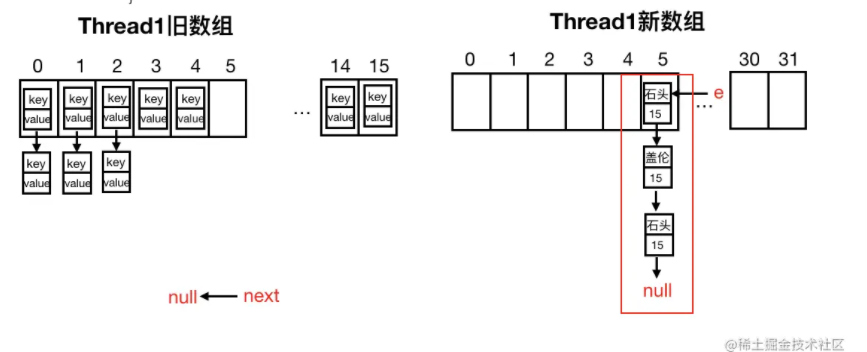 Thread1旧数组
0 1 2 3 4 5 14 15
key key key key key key key
value value value value value … value value
key key key
value value value
null next
Thread1新数组
0 1 2 3 4 5 30 31
石头 e
15 …
盖伦
15
石头
15
null
@稀土掘金技术社区